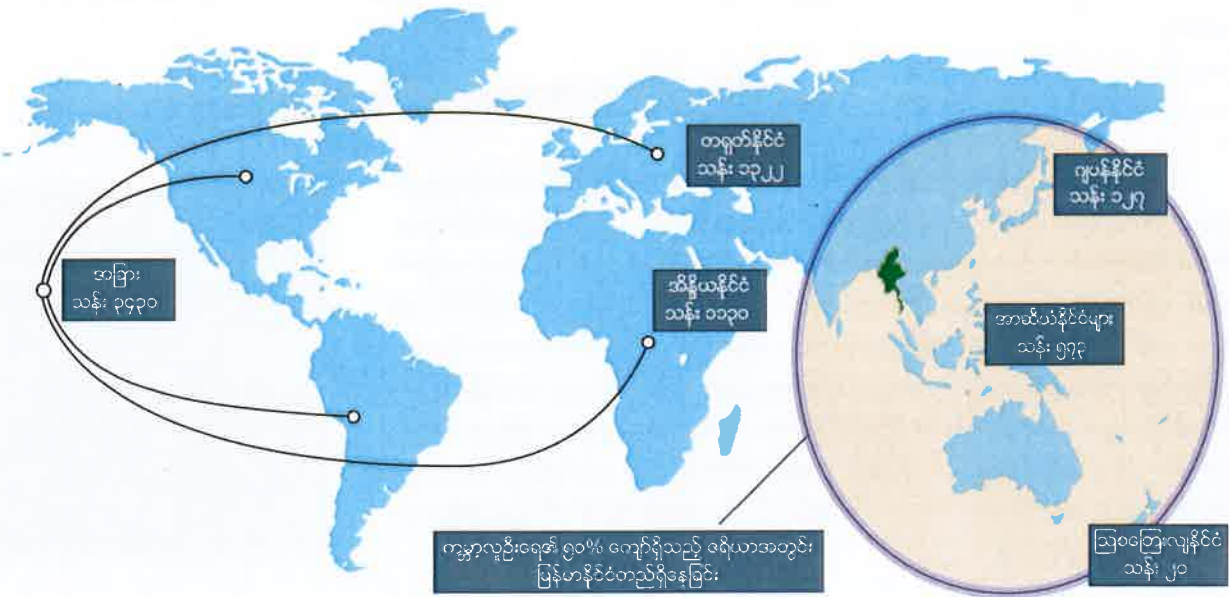 တရုတ်နိုင်ငံ
သန်း ၁၃၂၂
ဂျပန်နိုင်ငံ
သန်း ၁၂၇
အခြား
သန်း ၃၄၃၀
အိန္ဒိယနိုင်ငံ
သန်း ၁၁၃၀
အာဆီယံနိုင်ငံများ
သန်း ၅၇၃
ကမ္ဘာ့လူဦးရေ၏ ၅၀% ကျော်ရှိသည့် ဧရိယာအတွင်း
မြန်မာနိုင်ငံတည်ရှိနေခြင်း
သြစတြေးလျနိုင်ငံ
သန်း ၂၀